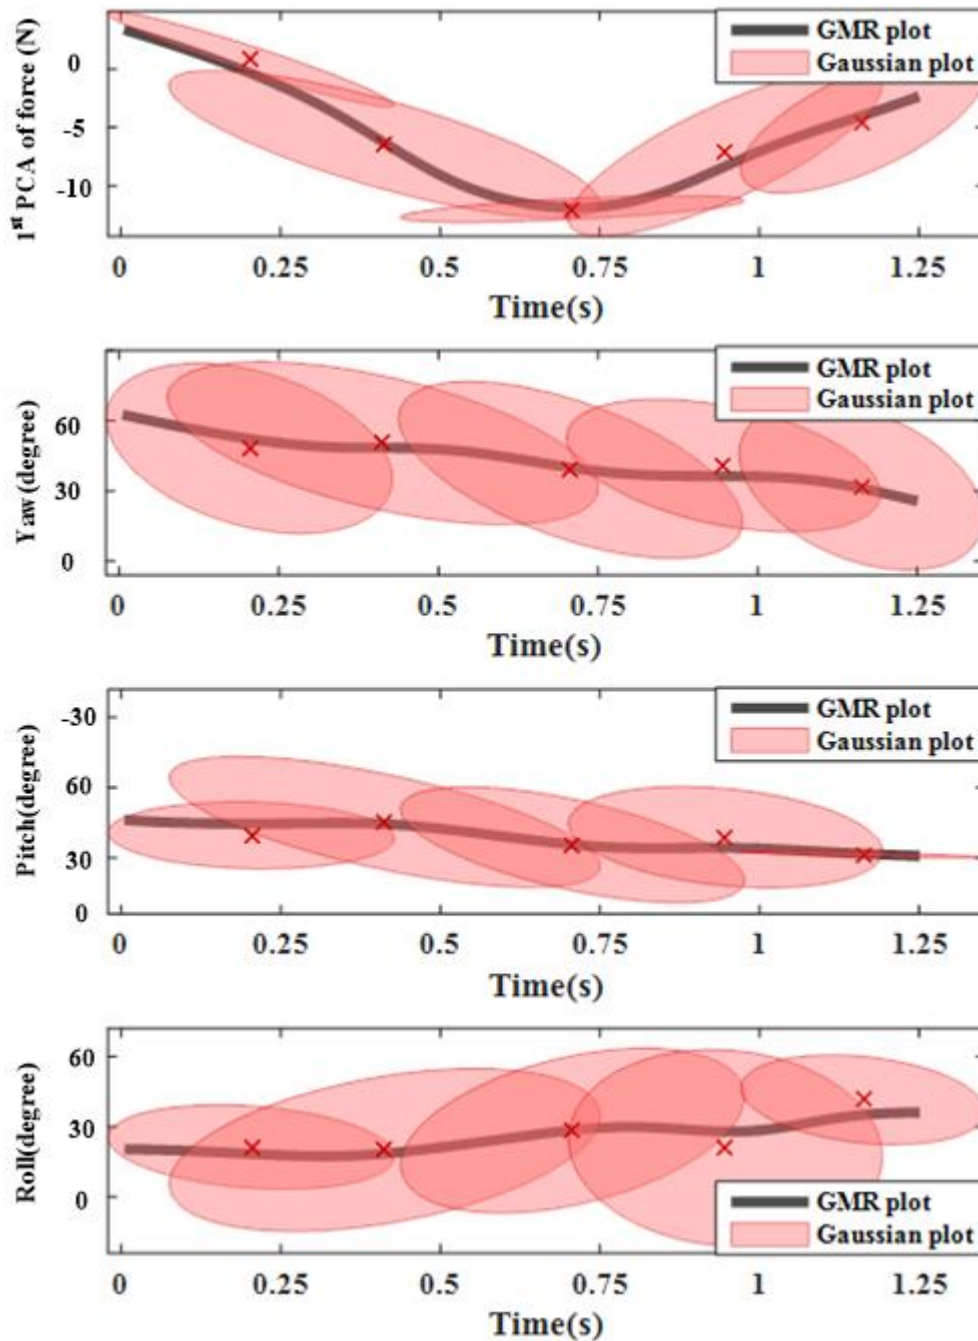 1st PCA of force (N)
0
-5
-10
GMR plot
Gaussian plot
0 0.25 0.5 0.75 1 1.25
Time(s)
Yaw (degree)
60
30
0
GMR plot
Gaussian plot
0 0.25 0.5 0.75 1 1.25
Time(s)
Pitch(degree)
-30
60
30
0
GMR plot
Gaussian plot
0 0.25 0.5 0.75 1 1.25
Time(s)
Roll(degree)
60
30
0
GMR plot
Gaussian plot
0 0.25 0.5 0.75 1 1.25
Time(s)